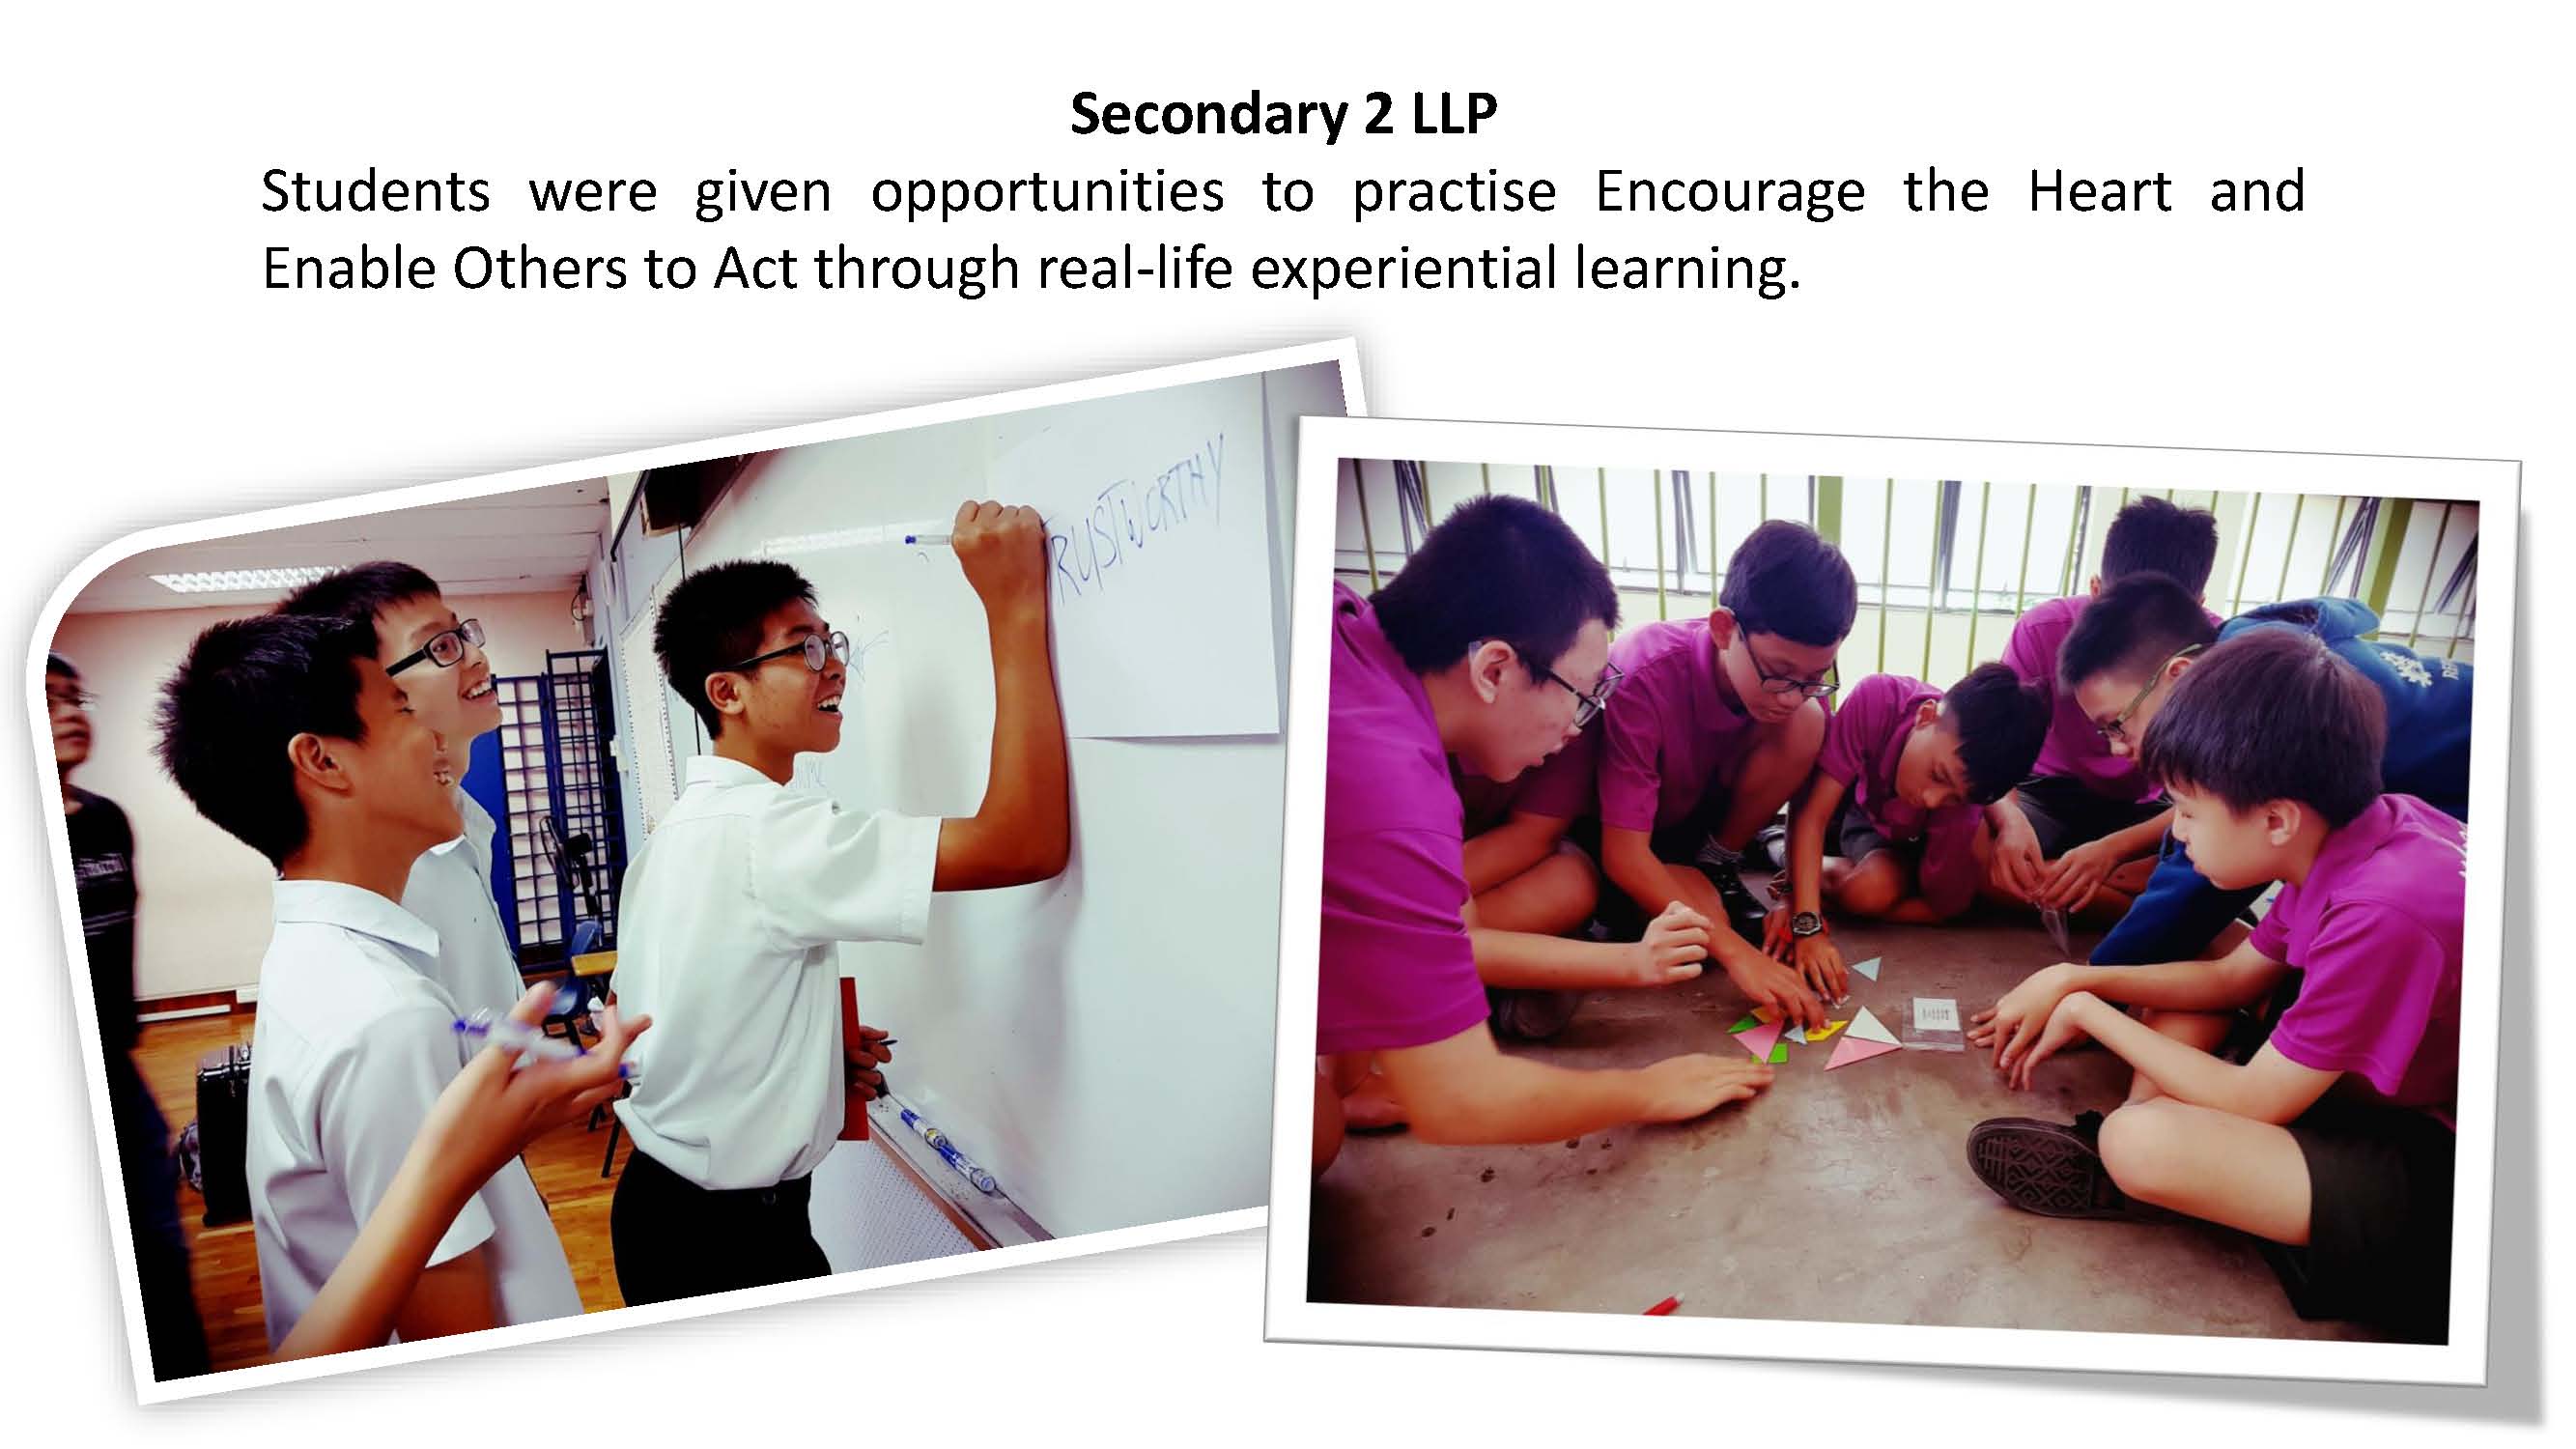 Secondary 2 LLP
Students were given opportunities to practise Encourage the Heart and
Enable Others to Act through real-life experiential learning.
TRUSTWORTHY